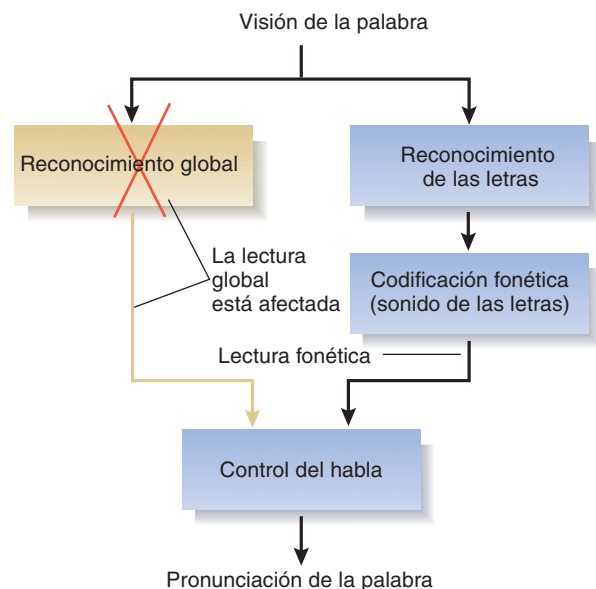 Visión de la palabra
Reconocimiento global
Reconocimiento
de las letras
La lectura
global
está afectada
Codificación fonética
(sonido de las letras)
Lectura fonética
Control del habla
Pronunciación de la palabra